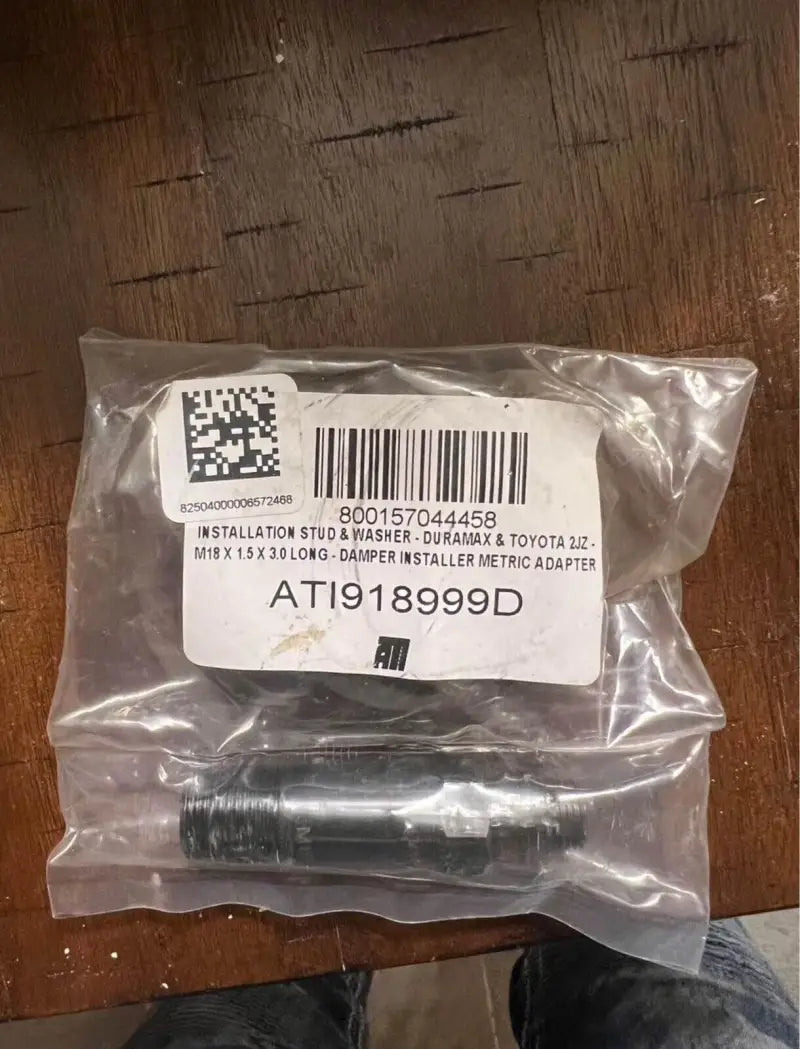 82504000006572468
800157044458
INSTALLATION STUD & WASHER - DURAMAX & TOYOTA 2JZ -
M18 X 1.5 X 3.0 LONG - DAMPER INSTALLER METRIC ADAPTER
ATI918999D
ATI